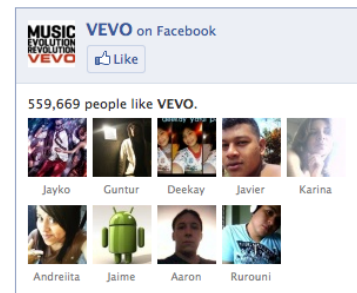 MUSIC
EVOLUTION
REVOLUTION
VEVO
VEVO on Facebook
Like
559,669 people like VEVO.
Jayko Guntur Deekay Javier Karina
Andreiita Jaime Aaron Rurouni